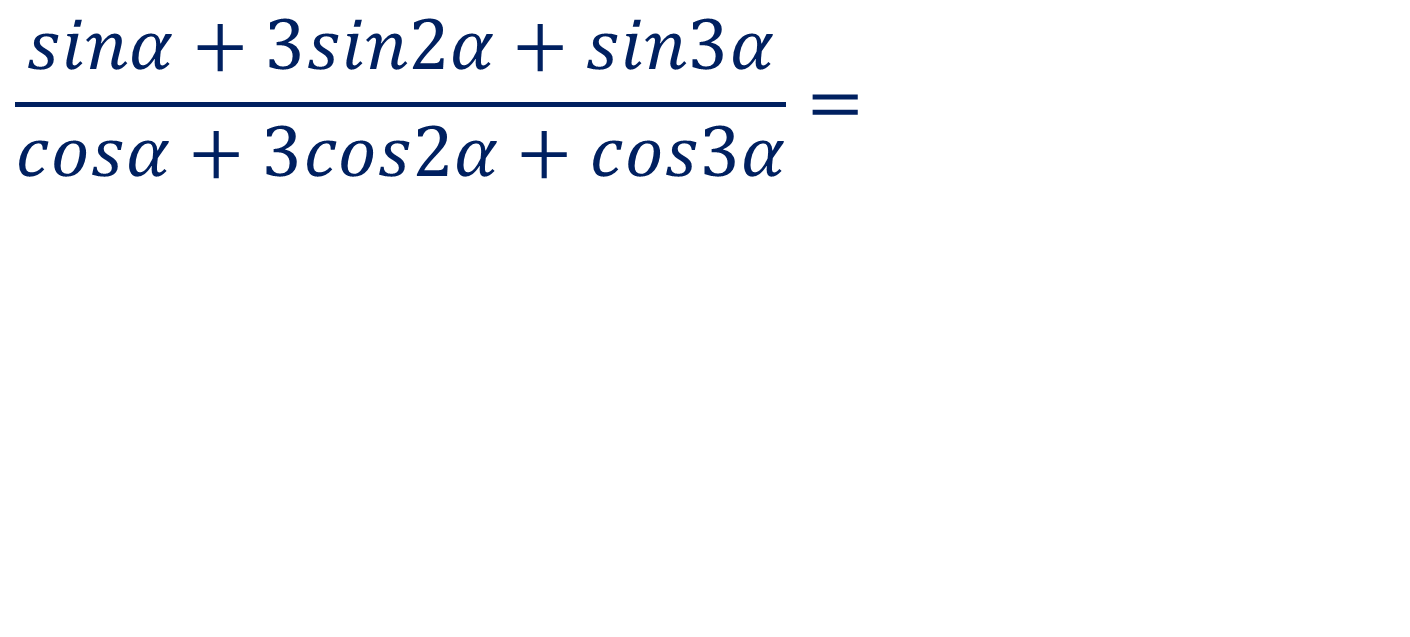 sinα + 3sin2α + sin3α
=
cosα + 3cos2α + cos3α